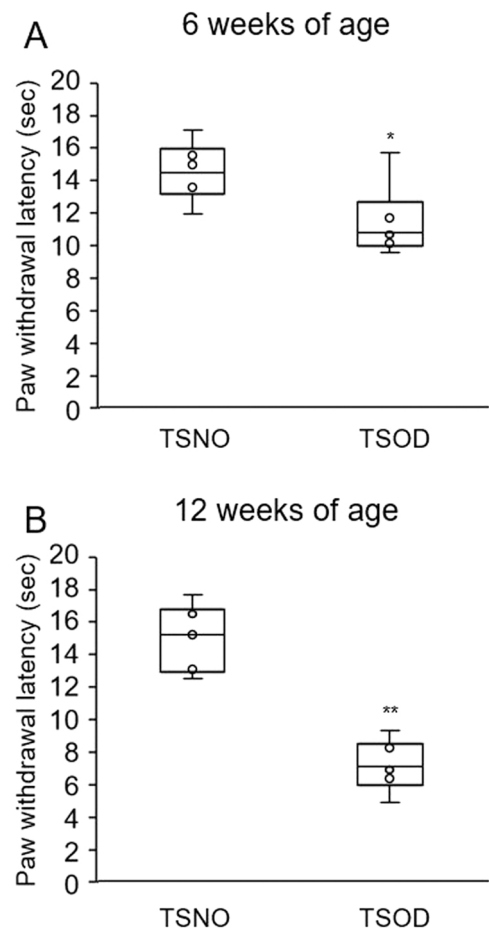 A
6 weeks of age
Paw withdrawal latency (sec)
20
18
16
14
12
10
8
6
4
2
0
*
TSNO
TSOD
B
12 weeks of age
Paw withdrawal latency (sec)
20
18
16
14
12
10
8
6
4
2
0
**
TSNO
TSOD